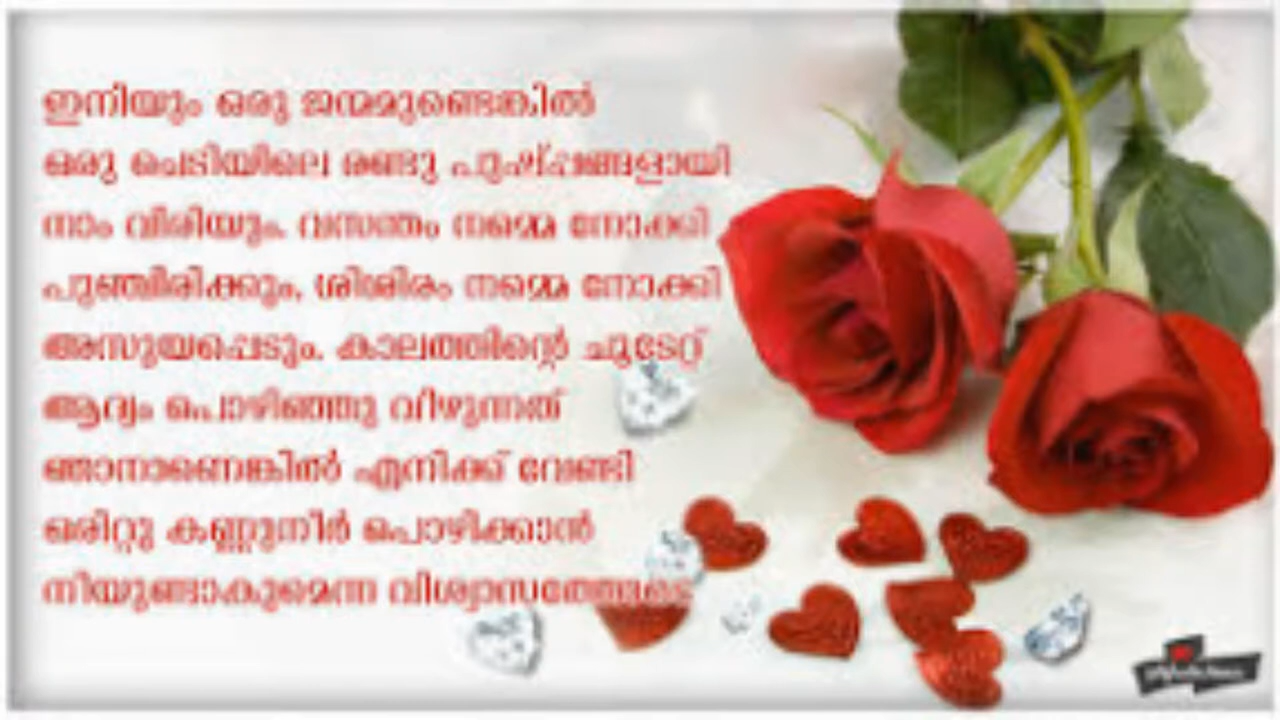 ഇനിയും ഒരു ജന്മമുണ്ടെങ്കിൽ
ഒരു ചെടിയിലെ രണ്ടു പുഷ്പ്പങ്ങളായി
നാം വിരിയും. വസന്തം നമ്മെ നോക്കി
പുഞ്ചിരിക്കും. ശിശിരം നമ്മെ നോക്കി
അസൂയപ്പെടും. കാലത്തിന്റെ ചൂടേറ്റ്
ആദ്യം പൊഴിഞ്ഞു വീഴുന്നത്
ഞാനാണെങ്കിൽ എനിക്ക് വേണ്ടി
ഒരിറ്റു കണ്ണുനീർ പൊഴിക്കാൻ
നീയുണ്ടാകുമെന്ന വിശ്വാസത്തോടെ